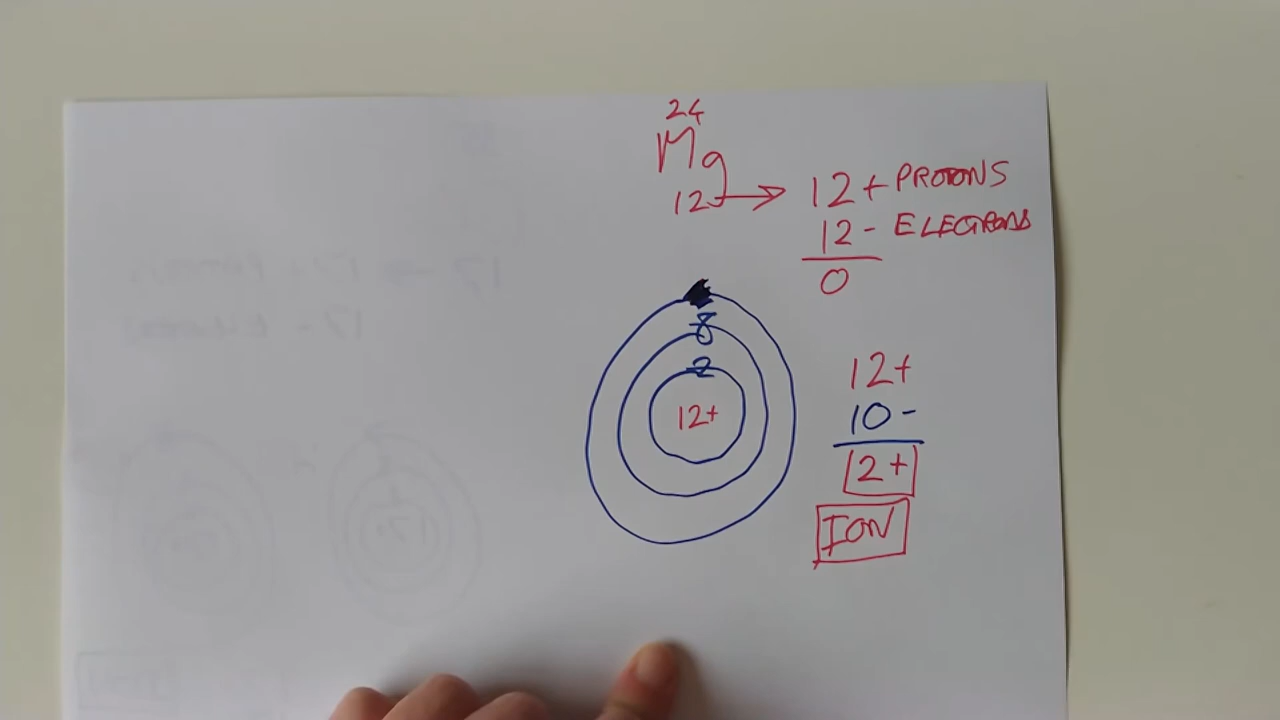 24
Mg
12 → 12+ PROTONS
12- ELECTRONS
0
8
2
12+
12+
10-
2+
ION